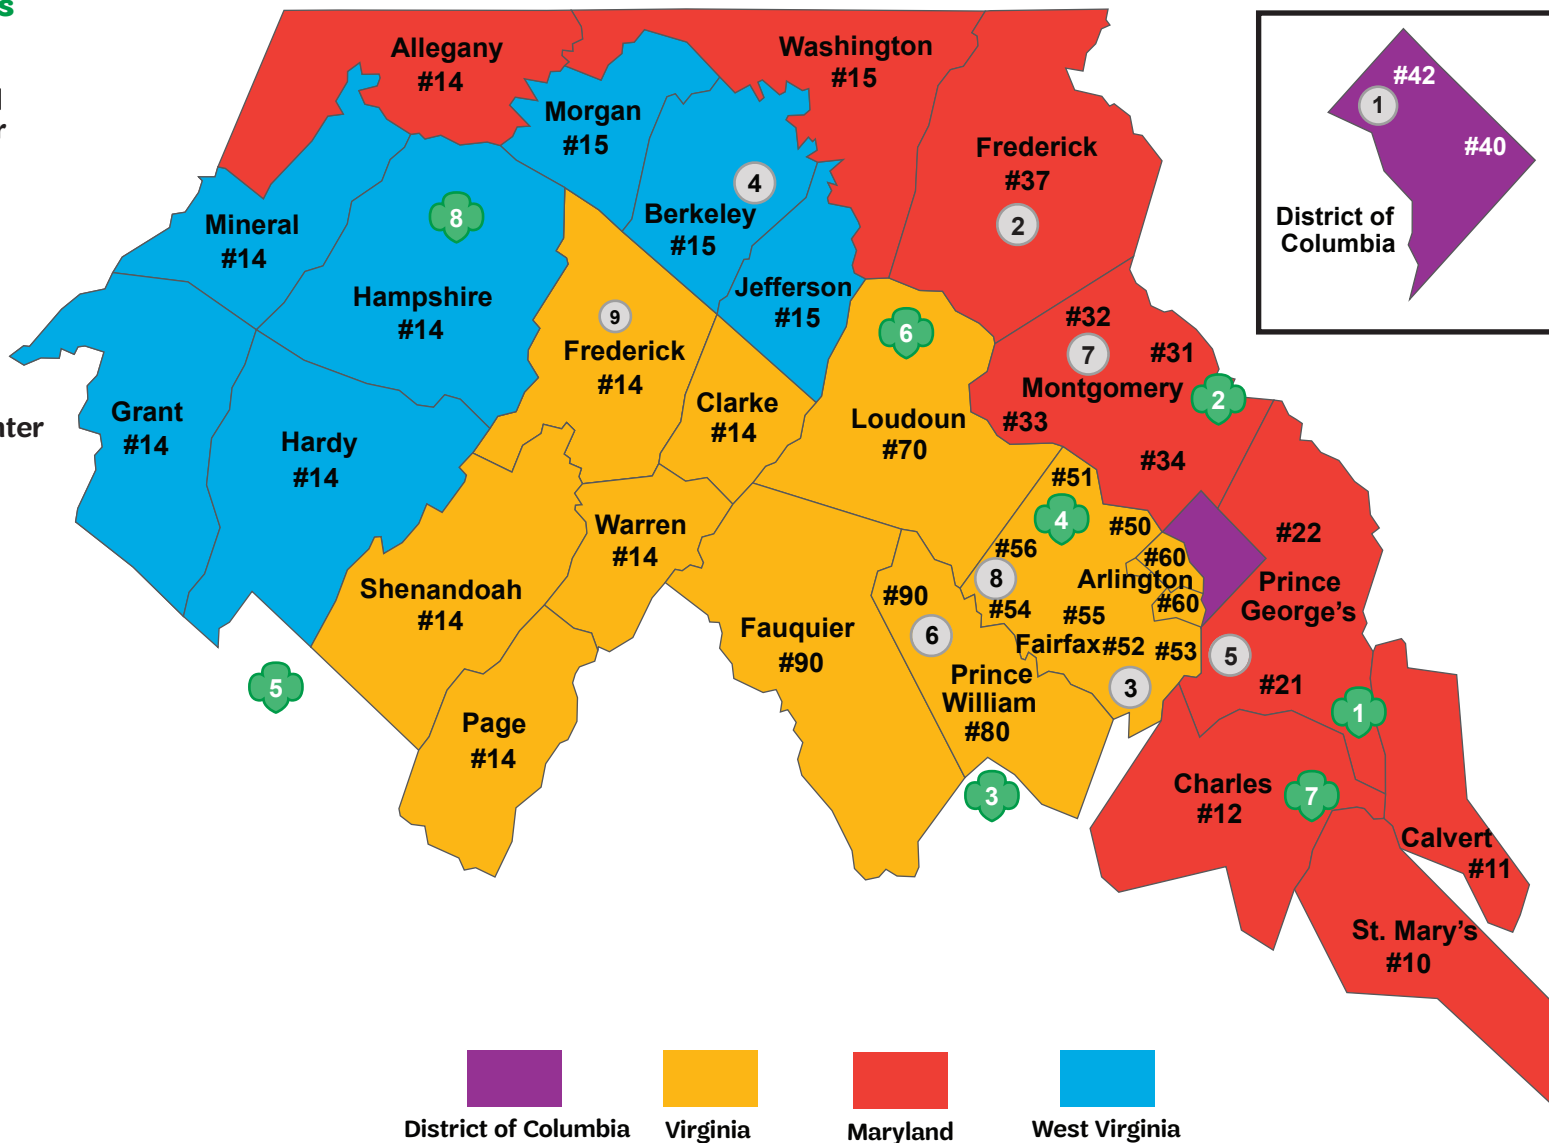 s
r
nter
Allegany
#14
Washington
#15
Morgan
#15
Frederick
#37
2
4
Berkeley
#15
Mineral
#14
8
Hampshire
#14
Jefferson
#15
9
Frederick
#14
6
Loudoun
#70
Clarke
#14
Grant
#14
Hardy
#14
#32
7
#31
Montgomery
2
#33
#34
#51
4
#50
#56
#60
Arlington
8
#54
#60
#55
Fairfax
#52
#53
3
#22
Prince
George's
5
#21
1
Warren
#14
Shenandoah
#14
5
Page
#14
Fauquier
#90
#90
6
Prince
William
#80
3
Charles
#12
7
Calvert
#11
St. Mary's
#10
#42
1
#40
District of
Columbia
District of Columbia
Virginia
Maryland
West Virginia